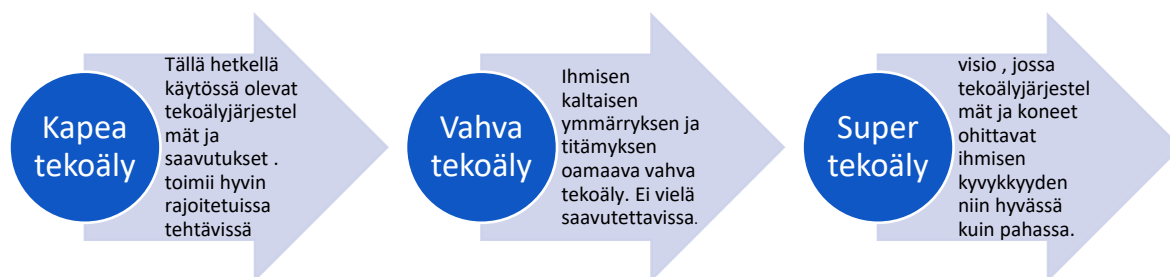 Kapea
tekoäly
Tällä hetkellä
käytössä olevat
tekoälyjärjestel
mät ja
saavutukset .
toimii hyvin
rajoitetuissa
tehtävissä
Vahva
tekoäly
Ihmisen
kaltaisen
ymmärryksen ja
titämyksen
oamaava vahva
tekoäly. Ei vielä
saavutettavissa.
Super
tekoäly
visio , jossa
tekoälyjärjestel
mät ja koneet
ohittavat
ihmisen
kyvykkyyden
niin hyvässä
kuin pahassa.